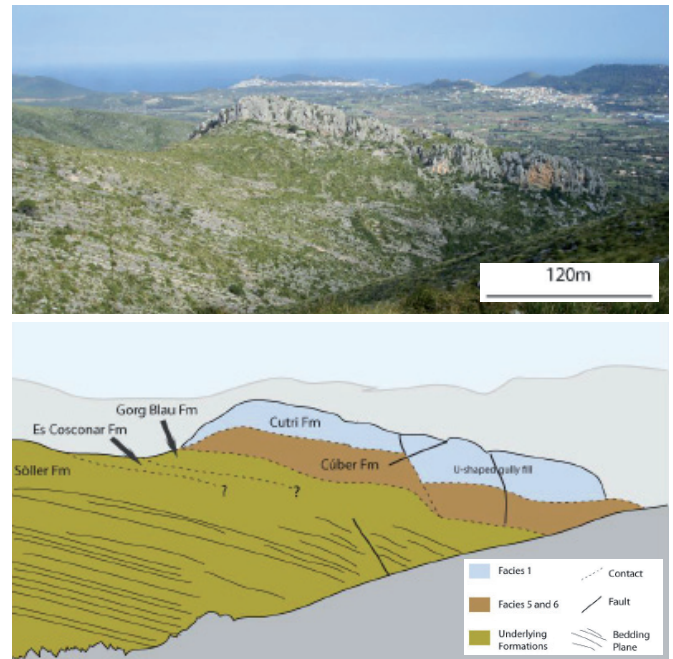 120m
Gorg Blau Fm
Es Cosconar Fm
Cutri Fm
Sòller Fm
Cúber Fm
U-shaped gully fill
?
?
Facies 1
Contact
Facies 5 and 6
Fault
Underlying
Formations
Bedding
Plane